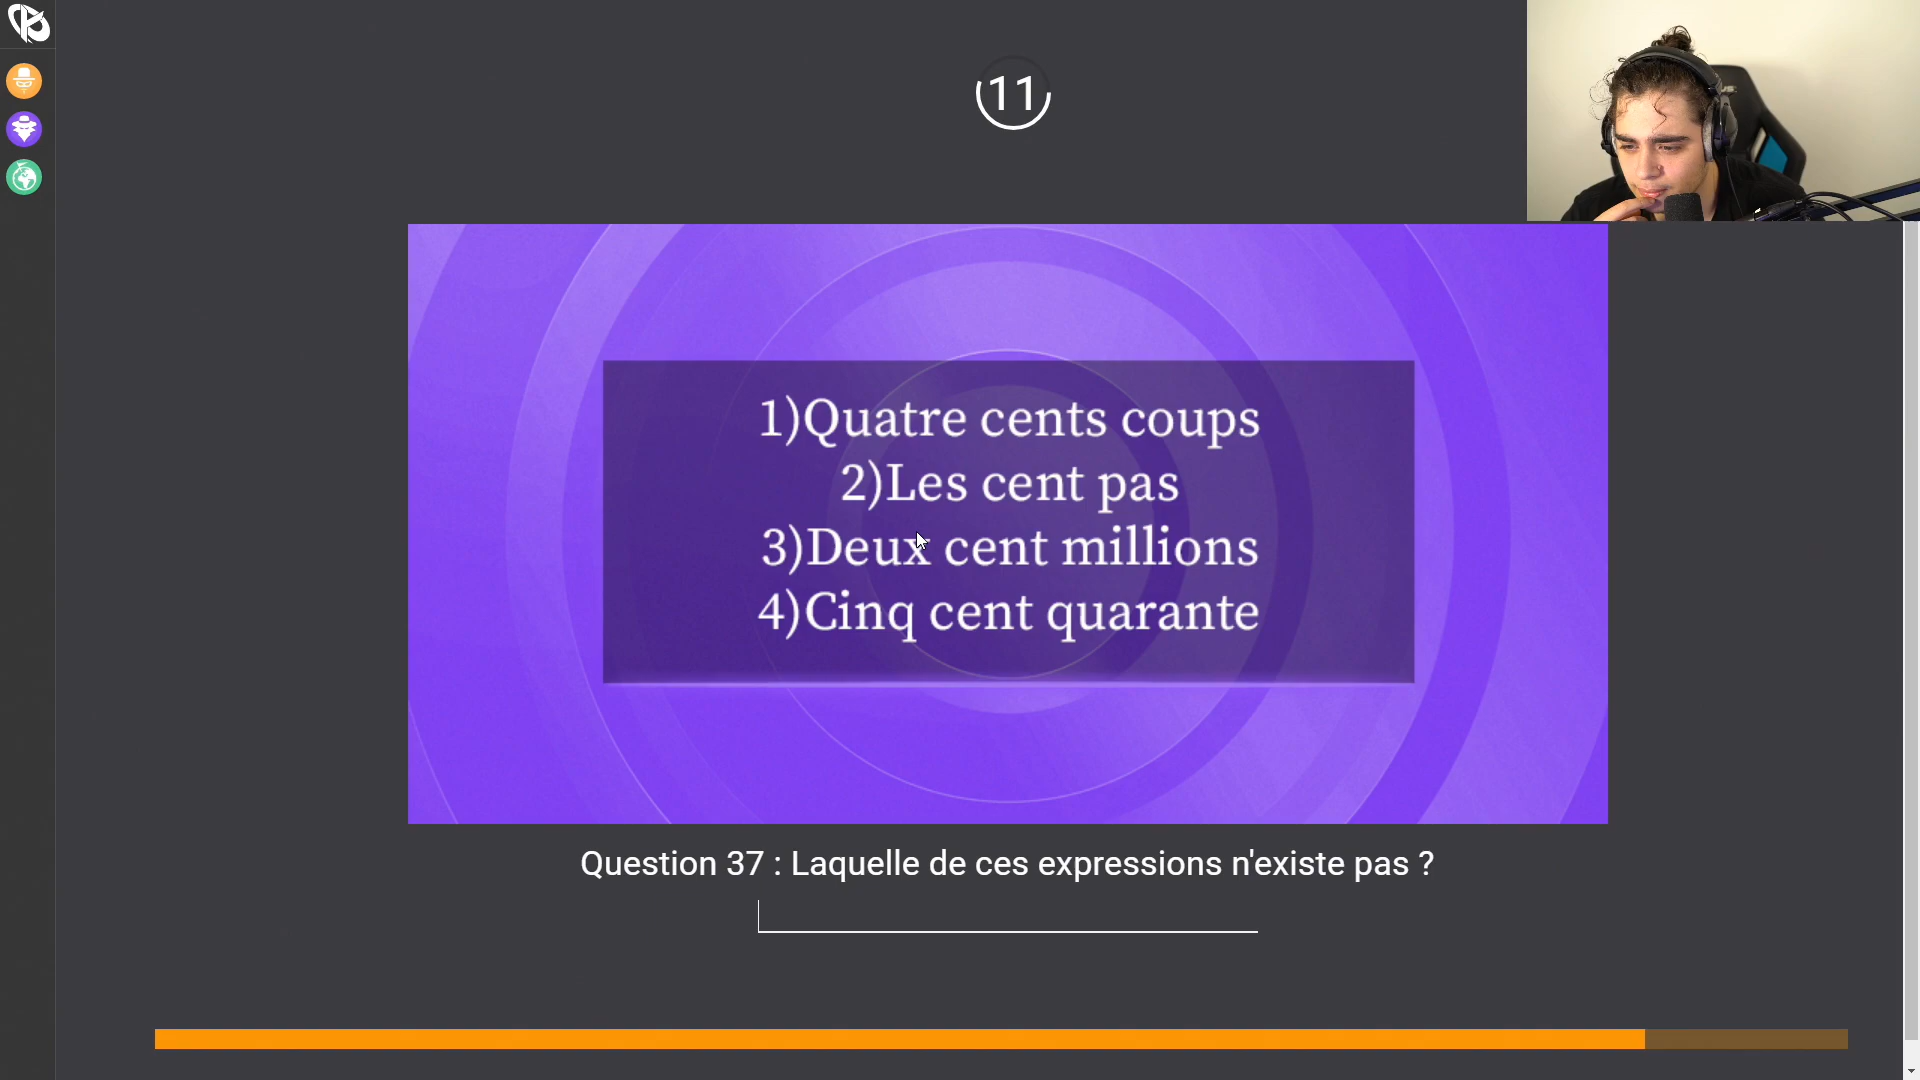 11
1)Quatre cents coups
2)Les cent pas
3)Deux cent millions
4)Cinq cent quarante
Question 37 : Laquelle de ces expressions n'existe pas ?